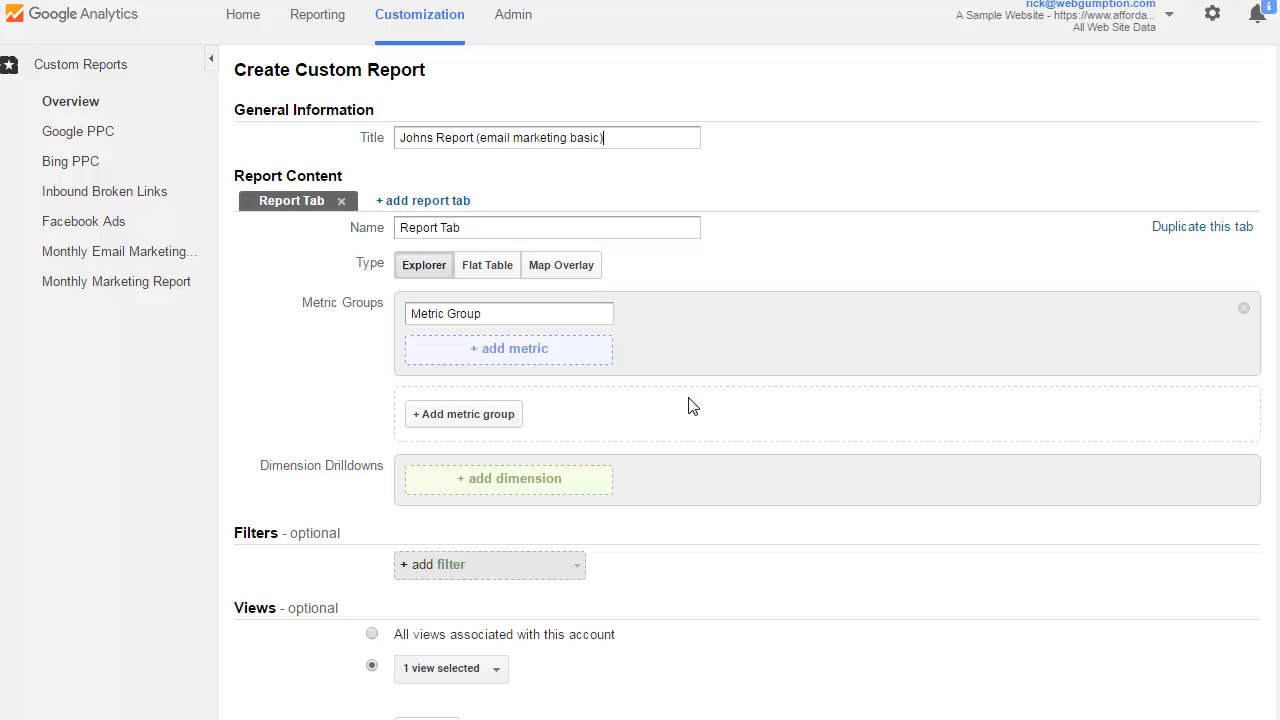 Google Analytics
Home
Reporting
Customization
Admin
rick@webgumption.com
A Sample Website - https://www.afforda...
All Web Site Data
i
Custom Reports
Overview
Google PPC
Bing PPC
Inbound Broken Links
Facebook Ads
Monthly Email Marketing...
Monthly Marketing Report
Create Custom Report
General Information
Title
Johns Report (email marketing basic)
Report Content
Report Tab x
+ add report tab
Name
Report Tab
Duplicate this tab
Type
Explorer
Flat Table
Map Overlay
Metric Groups
Metric Group
+ add metric
+ Add metric group
Dimension Drilldowns
+ add dimension
Filters - optional
+ add filter
Views - optional
All views associated with this account
1 view selected